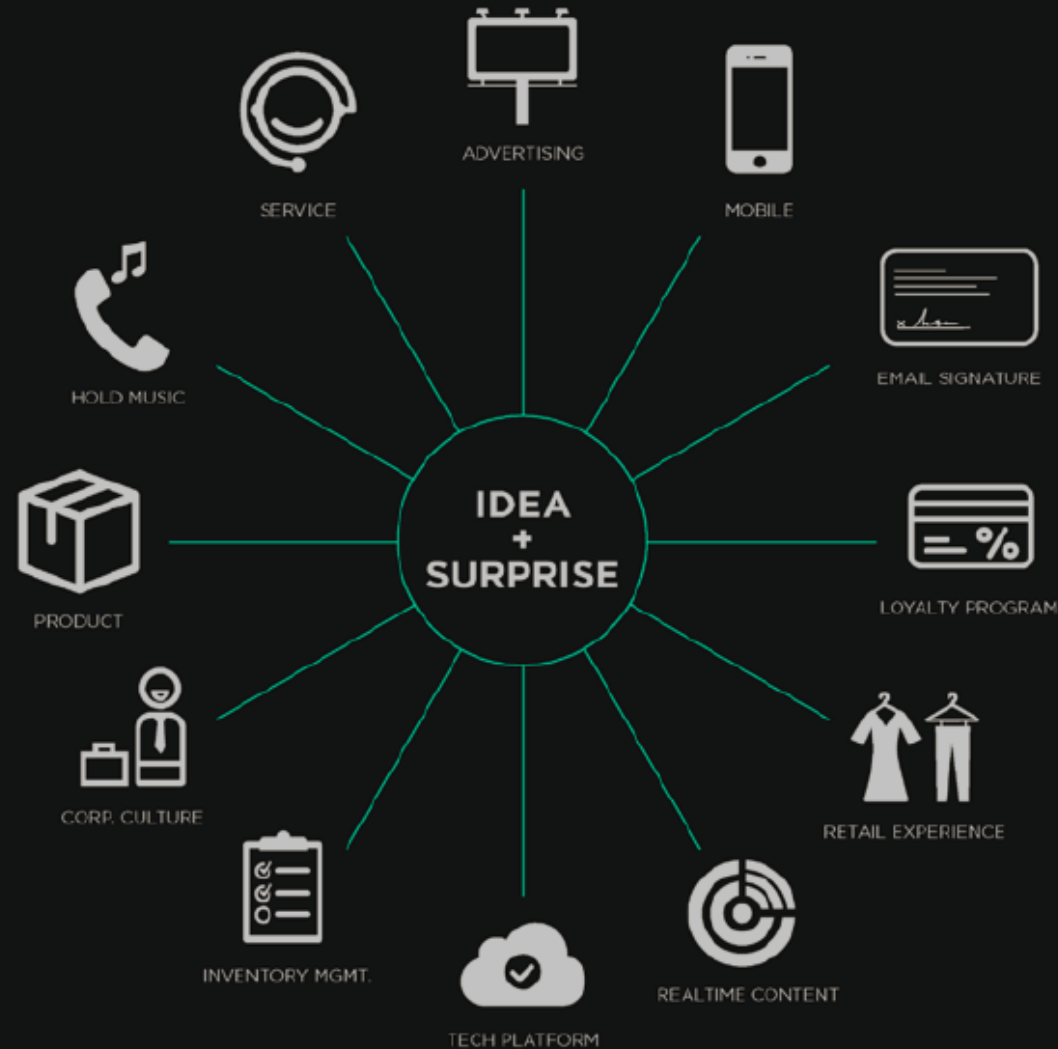 ADVERTISING
MOBILE
SERVICE
EMAIL SIGNATURE
HOLD MUSIC
IDEA
+
SURPRISE
%
LOYALTY PROGRAM
PRODUCT
CORP. CULTURE
RETAIL EXPERIENCE
INVENTORY MGMT.
REALTIME CONTENT
TECH PLATFORM